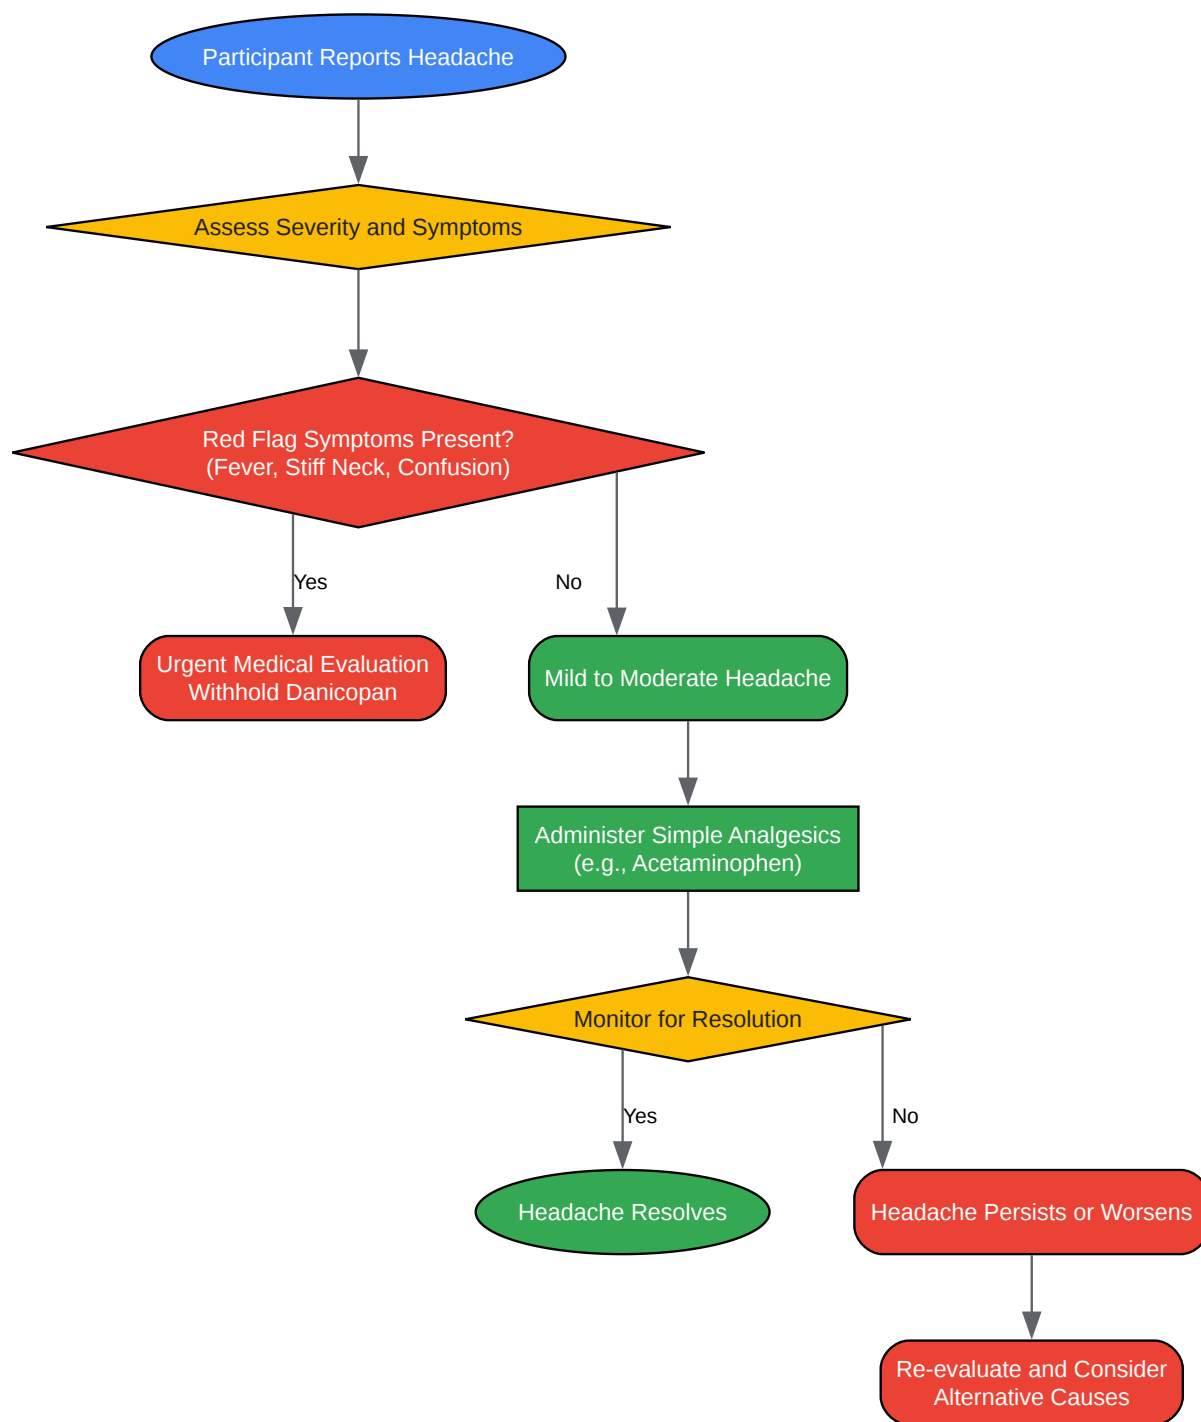 Participant Reports Headache
Assess Severity and Symptoms
Red Flag Symptoms Present?
(Fever, Stiff Neck, Confusion)
Yes
No
Urgent Medical Evaluation
Withhold Danicopan
Mild to Moderate Headache
Administer Simple Analgesics
(e.g., Acetaminophen)
Monitor for Resolution
Yes
No
Headache Resolves
Headache Persists or Worsens
Re-evaluate and Consider
Alternative Causes